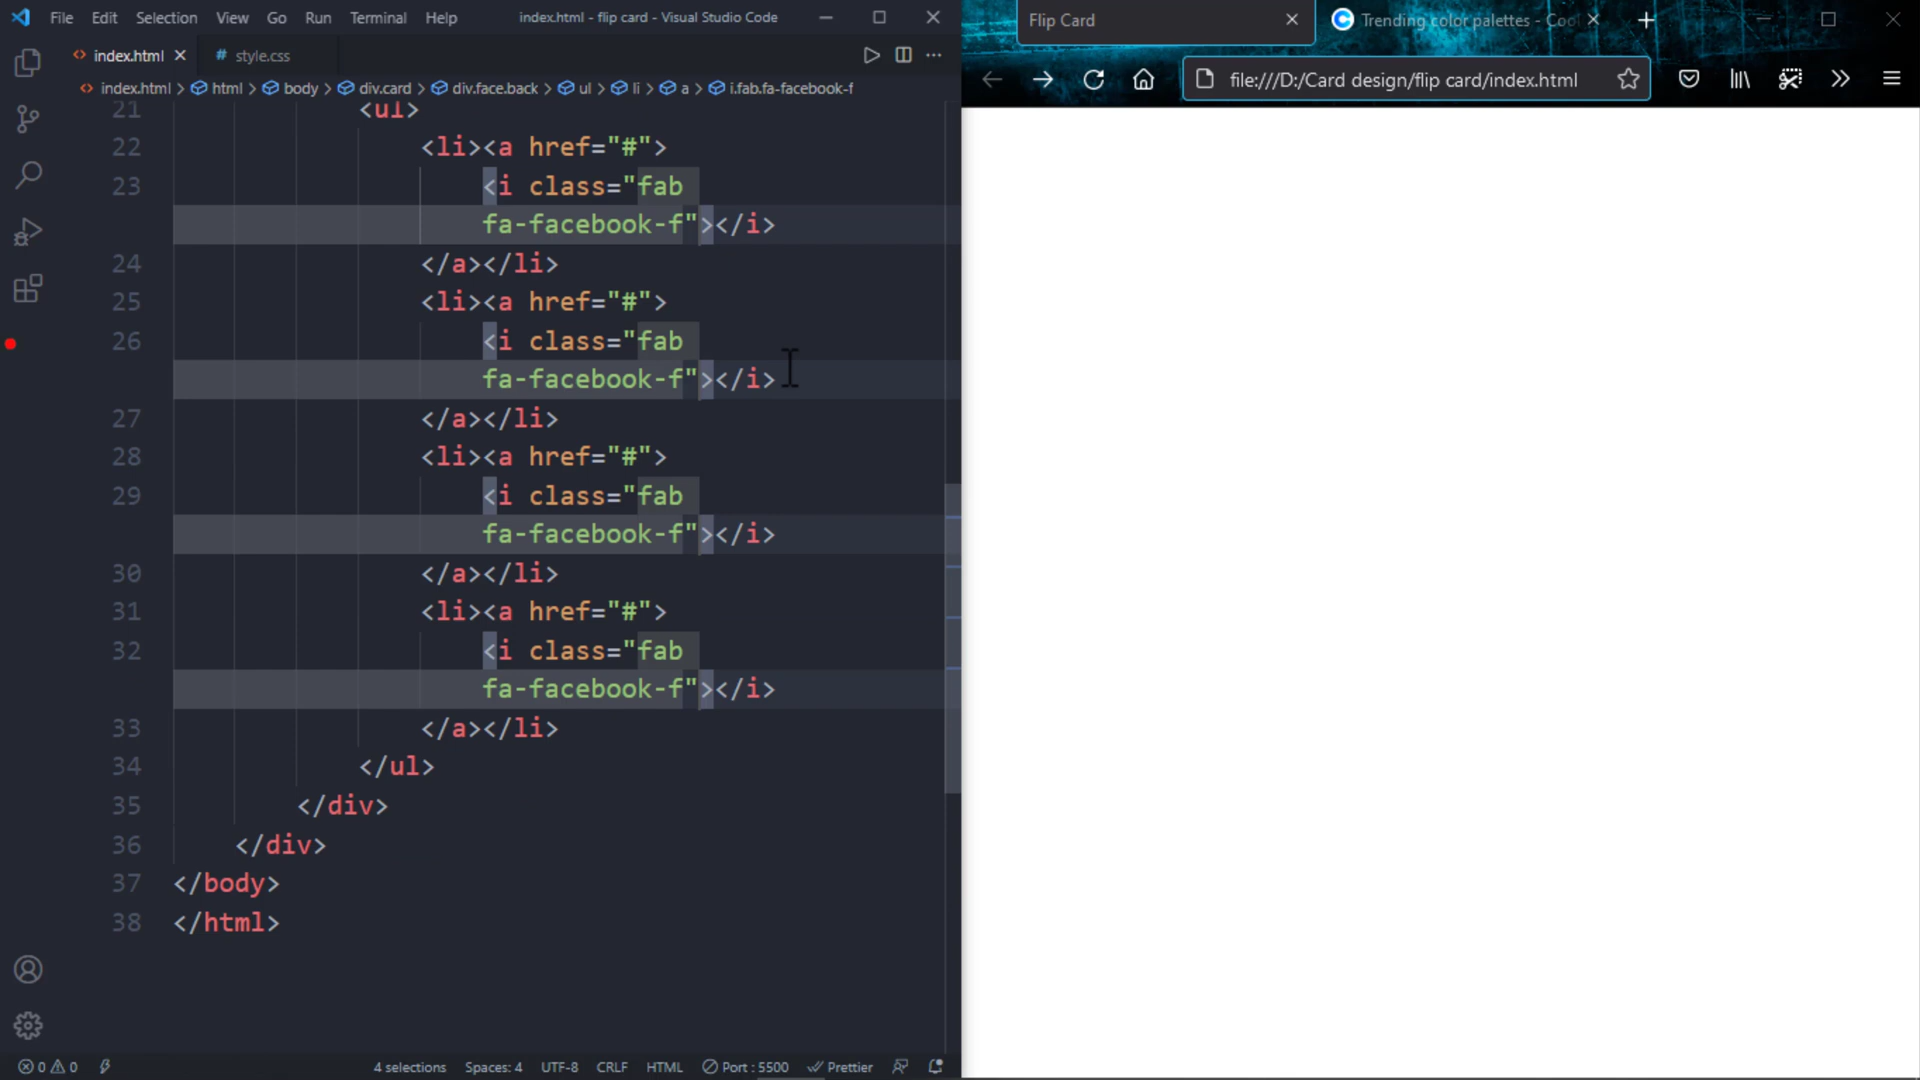 File Edit Selection View Go Run Terminal Help index.html - flip card - Visual Studio Code
index.html style.css
index.html > html > body > div.card > div.face.back > ul > li > a > i.fab.fa-facebook-f
21 <ul>
22 <li><a href="#">
23 <i class="fab
fa-facebook-f"></i>
24 </a></li>
25 <li><a href="#">
26 <i class="fab
fa-facebook-f"></i>
27 </a></li>
28 <li><a href="#">
29 <i class="fab
fa-facebook-f"></i>
30 </a></li>
31 <li><a href="#">
32 <i class="fab
fa-facebook-f"></i>
33 </a></li>
34 </ul>
35 </div>
36 </div>
37 </body>
38 </html>
0 0 4 selections Spaces: 4 UTF-8 CRLF HTML Port : 5500 Prettier
Flip Card Trending color palettes - Coo
file:///D:/Card design/flip card/index.html